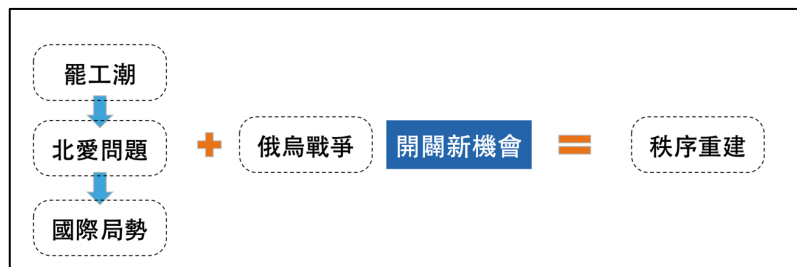 罷工潮
北愛問題
國際局勢
+
俄烏戰爭
開闢新機會
=
秩序重建